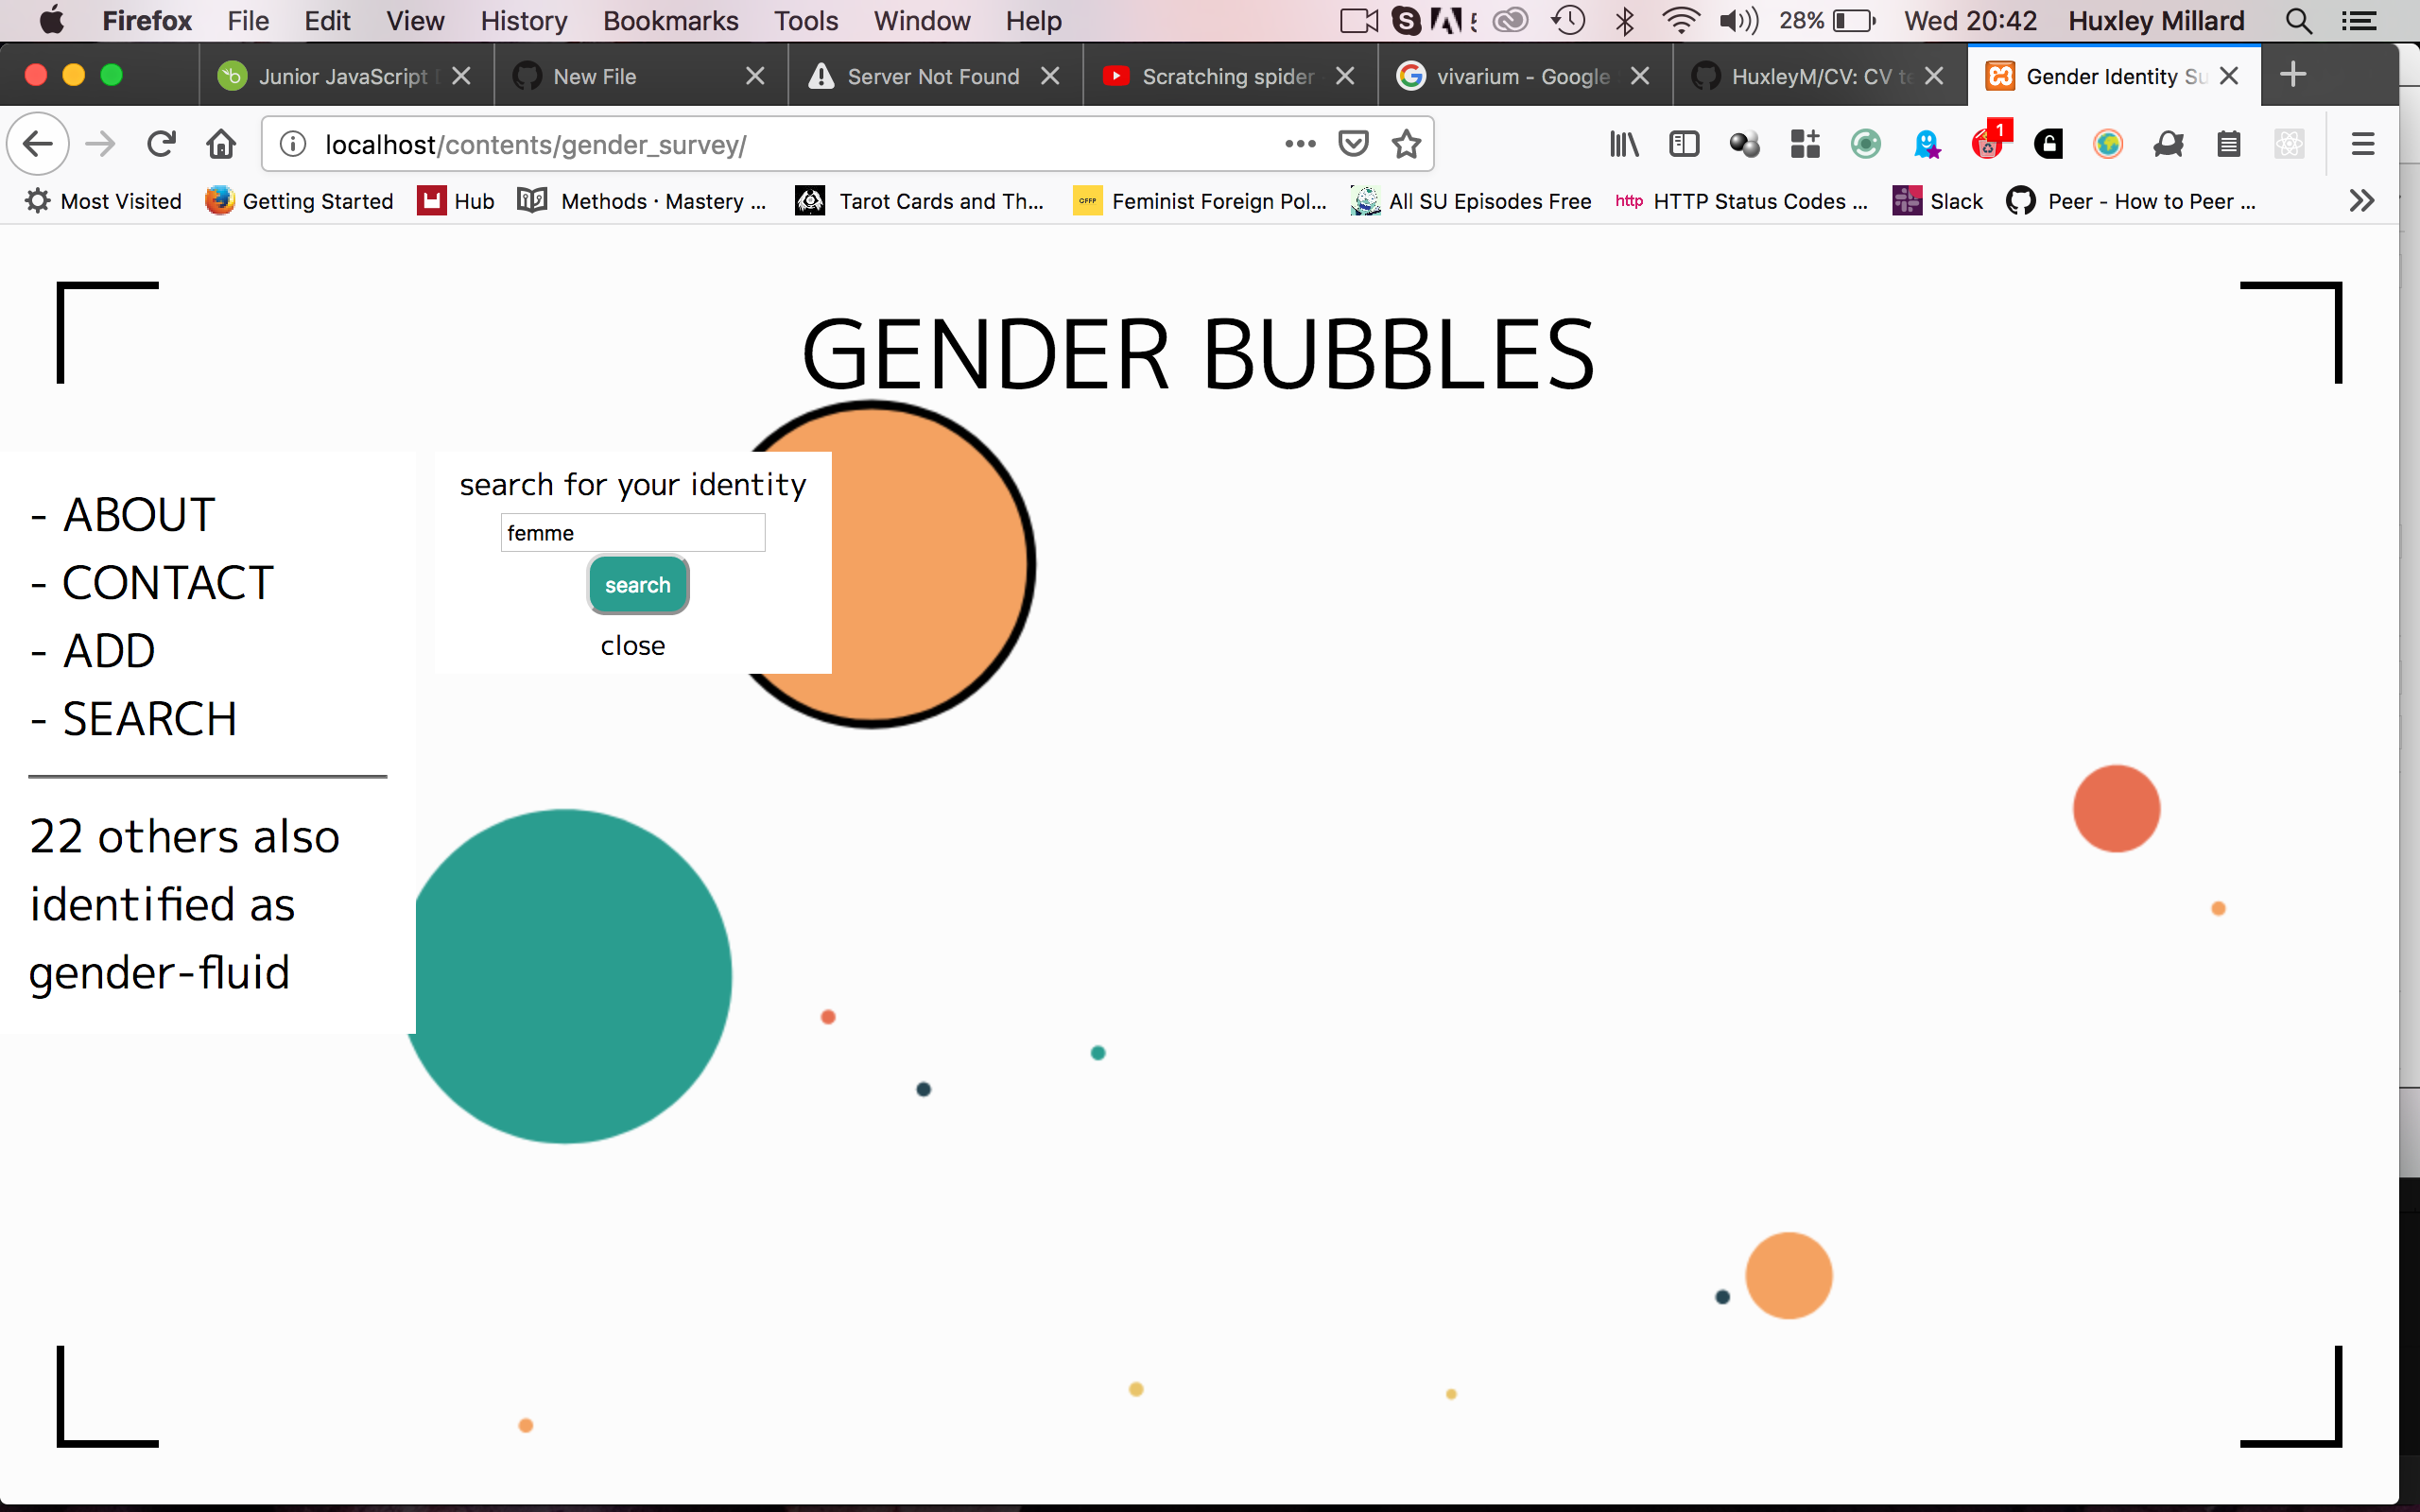 Firefox File Edit View History Bookmarks Tools Window Help 28% Wed 20:42 Huxley Millard
Junior JavaScript New File Server Not Found Scratching spider vivarium - Google HuxleyM/CV: CV te Gender Identity Su
localhost/contents/gender_survey/
1
Most Visited Getting Started Hub Methods · Mastery ... Tarot Cards and Th... CFFP Feminist Foreign Pol... All SU Episodes Free http HTTP Status Codes ... Slack Peer - How to Peer ...
GENDER BUBBLES
search for your identity
femme
search
close
- ABOUT
- CONTACT
- ADD
- SEARCH
22 others also
identified as
gender-fluid